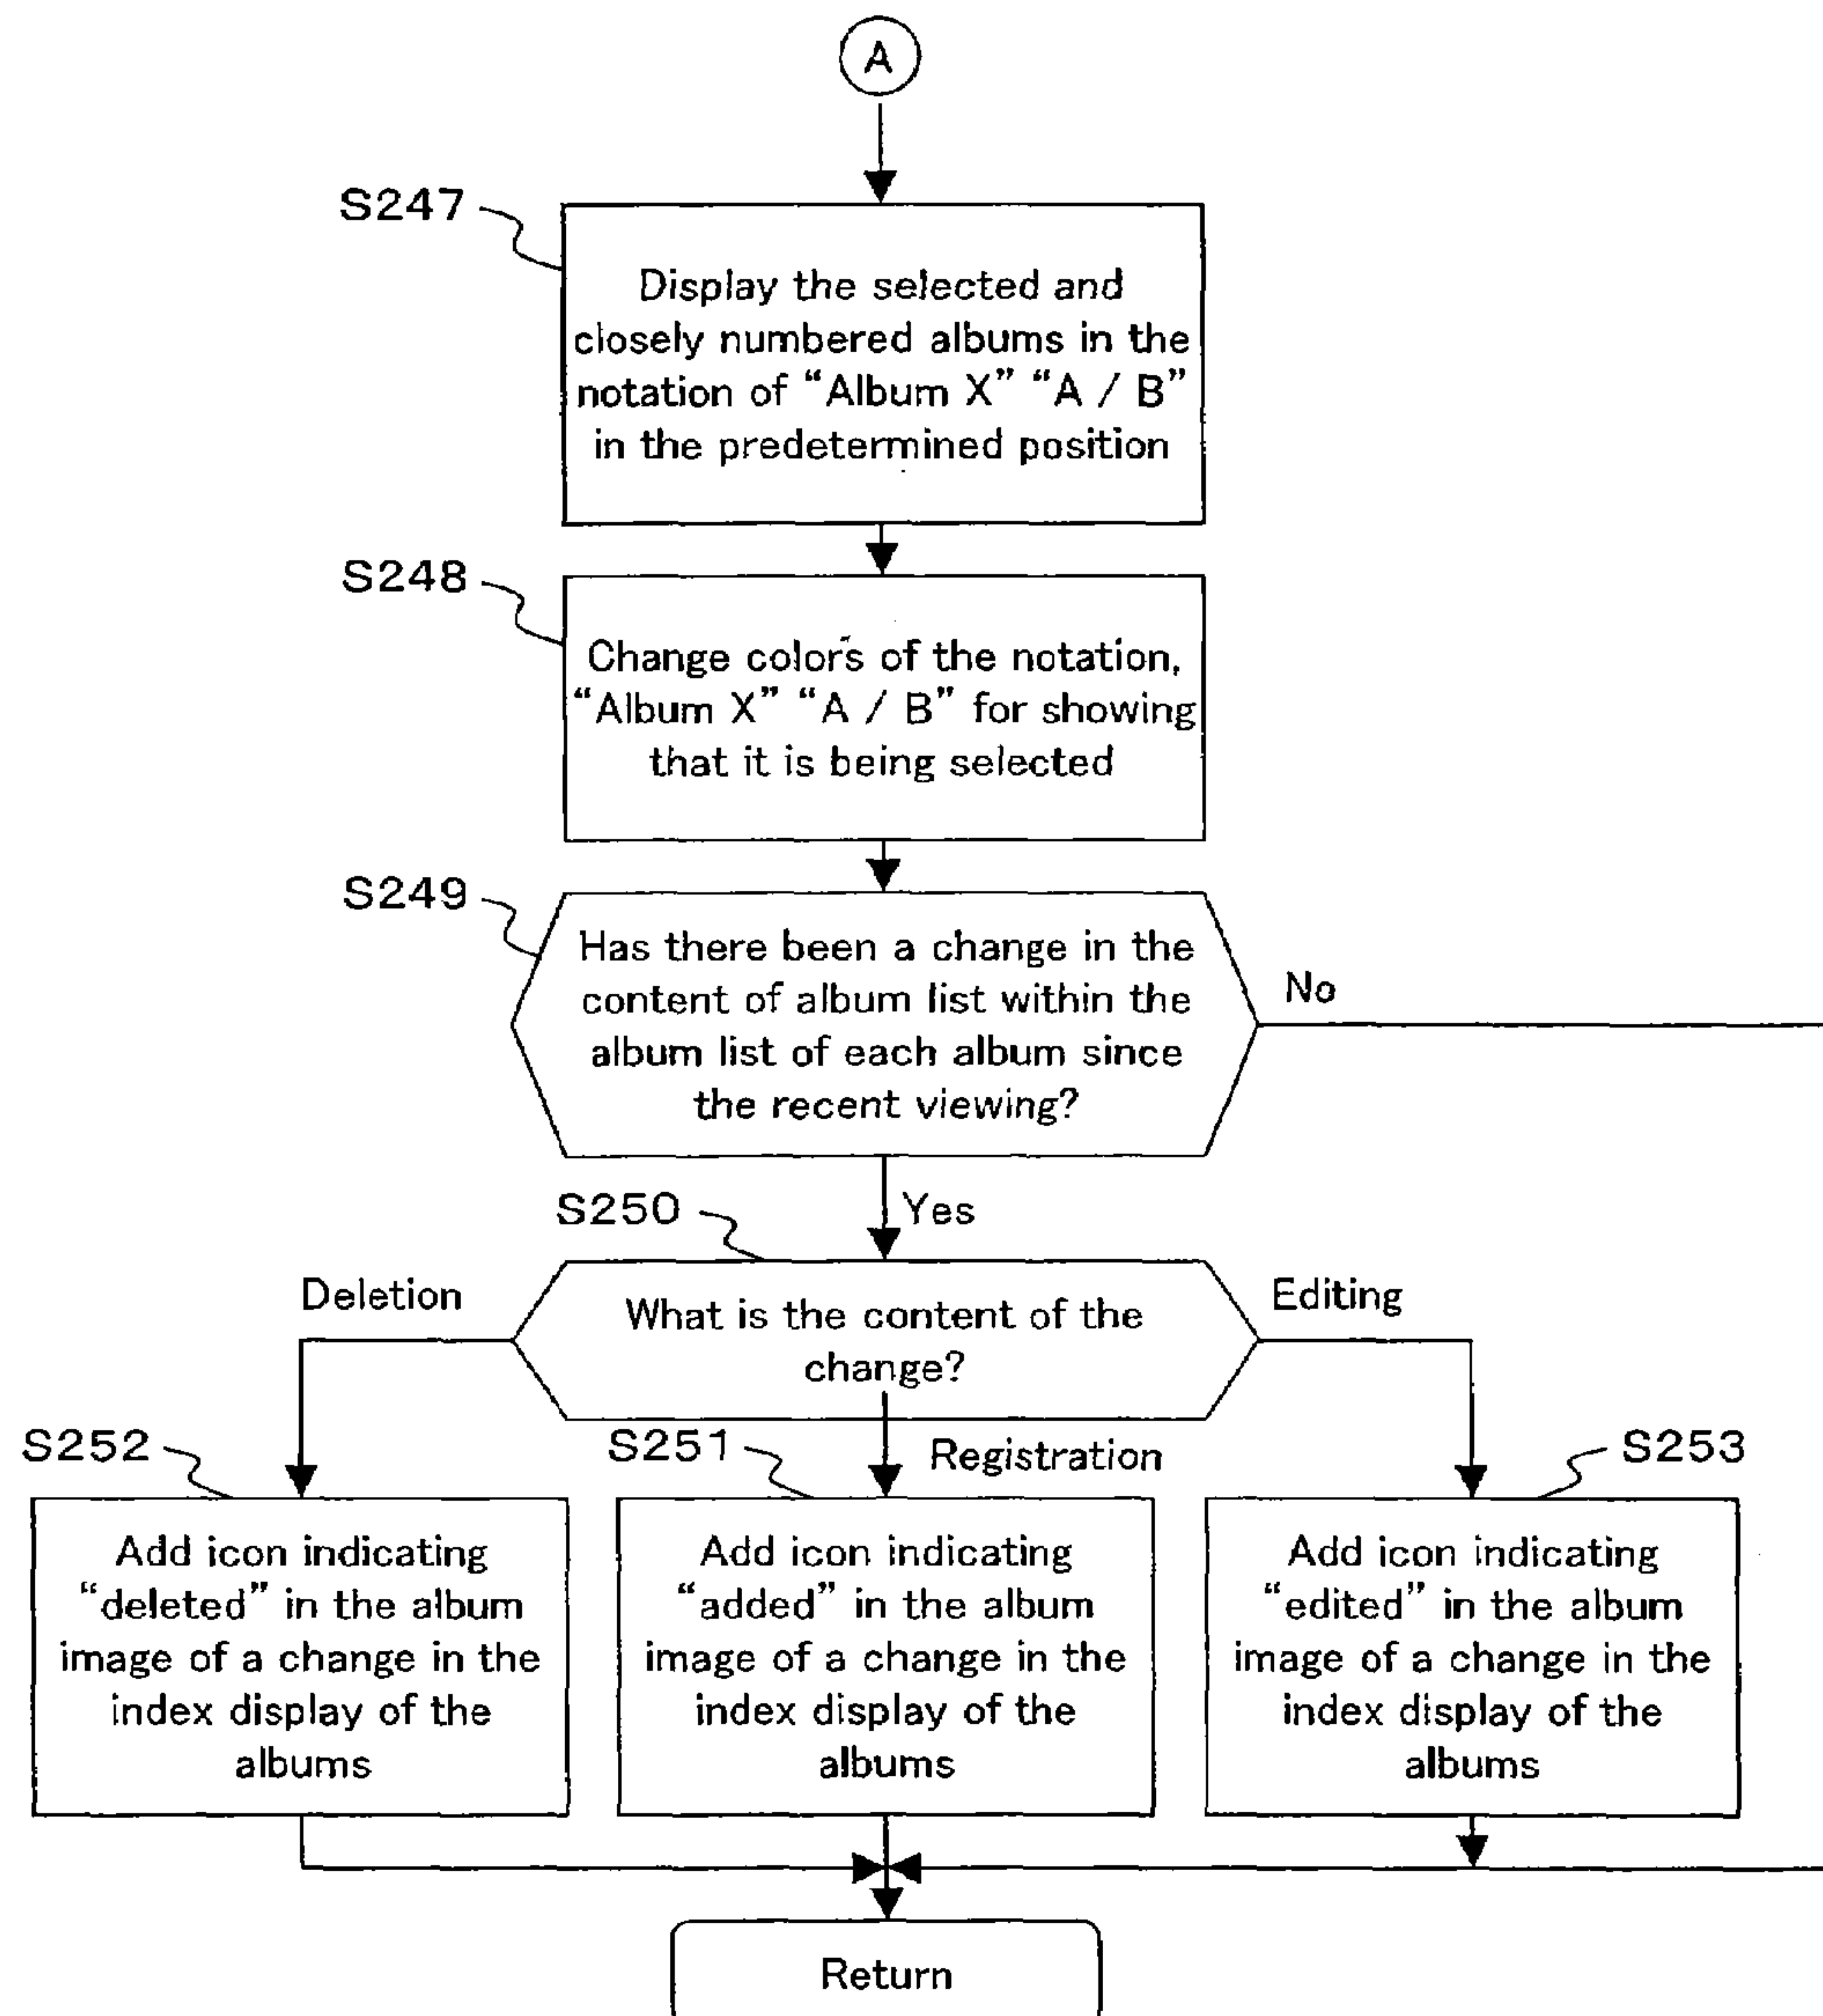 A
S247
Display the selected and
closely numbered albums in the
notation of “Album X” “A / B”
in the predetermined position
S248
Change colors of the notation,
“Album X” “A / B” for showing
that it is being selected
S249
Has there been a change in the
content of album list within the
album list of each album since
the recent viewing?
No
S250
Yes
Deletion
What is the content of the
change?
Editing
S252
S251
Registration
S253
Add icon indicating
“deleted” in the album
image of a change in the
index display of the
albums
Add icon indicating
“added” in the album
image of a change in the
index display of the
albums
Add icon indicating
“edited” in the album
image of a change in the
index display of the
albums
Return